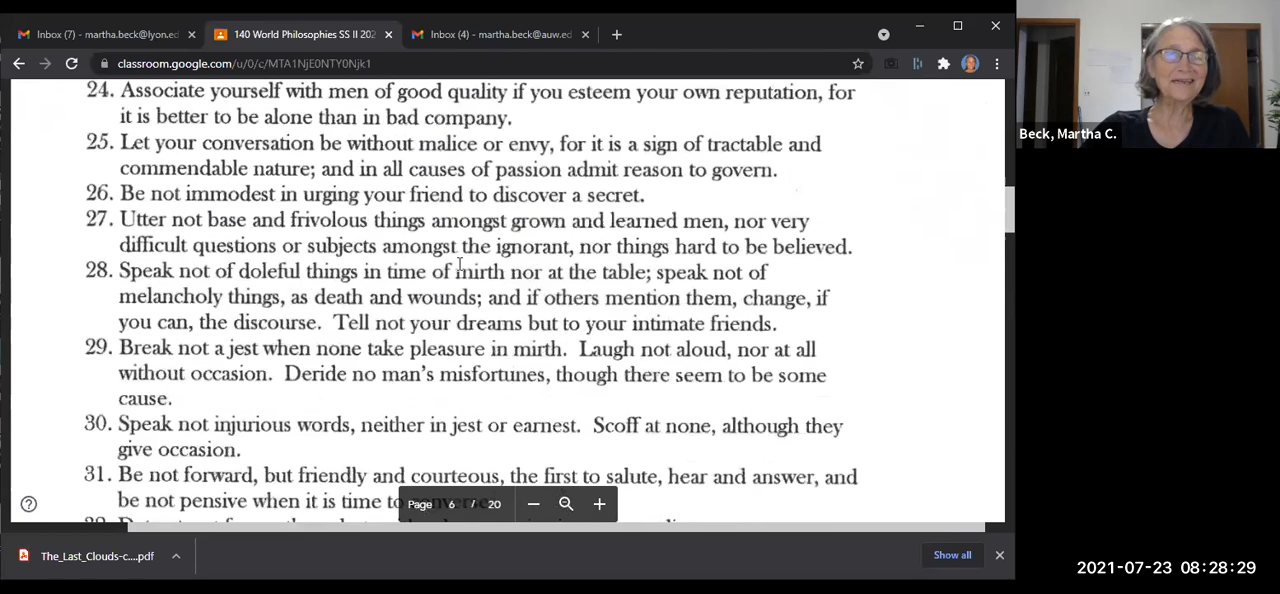 Inbox (7) - martha.beck@lyon.ed
140 World Philosophies SS II 202
Inbox (4) - martha.beck@auw.ed
classroom.google.com/u/0/c/MTA1NjE0NTY0Njk1
24. Associate yourself with men of good quality if you esteem your own reputation, for
it is better to be alone than in bad company.
25. Let your conversation be without malice or envy, for it is a sign of tractable and
commendable nature; and in all causes of passion admit reason to govern.
26. Be not immodest in urging your friend to discover a secret.
27. Utter not base and frivolous things amongst grown and learned men, nor very
difficult questions or subjects amongst the ignorant, nor things hard to be believed.
28. Speak not of doleful things in time of mirth nor at the table; speak not of
melancholy things, as death and wounds; and if others mention them, change, if
you can, the discourse. Tell not your dreams but to your intimate friends.
29. Break not a jest when none take pleasure in mirth. Laugh not aloud, nor at all
without occasion. Deride no man's misfortunes, though there seem to be some
cause.
30. Speak not injurious words, neither in jest or earnest. Scoff at none, although they
give occasion.
31. Be not forward, but friendly and courteous, the first to salute, hear and answer, and
be not pensive when it is time to converse
Page 6 / 20
The_Last_Clouds-c....pdf
Show all
Beck, Martha C.
2021-07-23 08:28:29